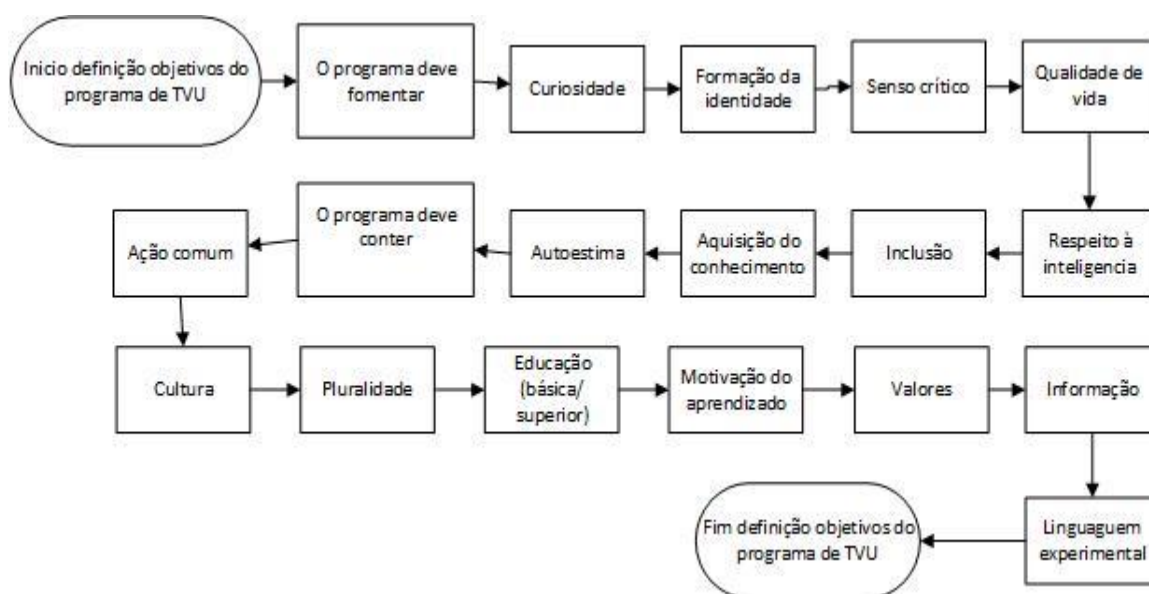 Inicio definição objetivos do
programa de TVU
O programa deve
fomentar
Curiosidade
Formação da
identidade
Senso crítico
Qualidade de
vida
Respeito à
inteligencia
Inclusão
Aquisição do
conhecimento
Autoestima
O programa deve
conter
Ação comum
Cultura
Pluralidade
Educação
(básica/
superior)
Motivação do
aprendizado
Valores
Informação
Linguaguem
experimental
Fim definição objetivos do
programa de TVU